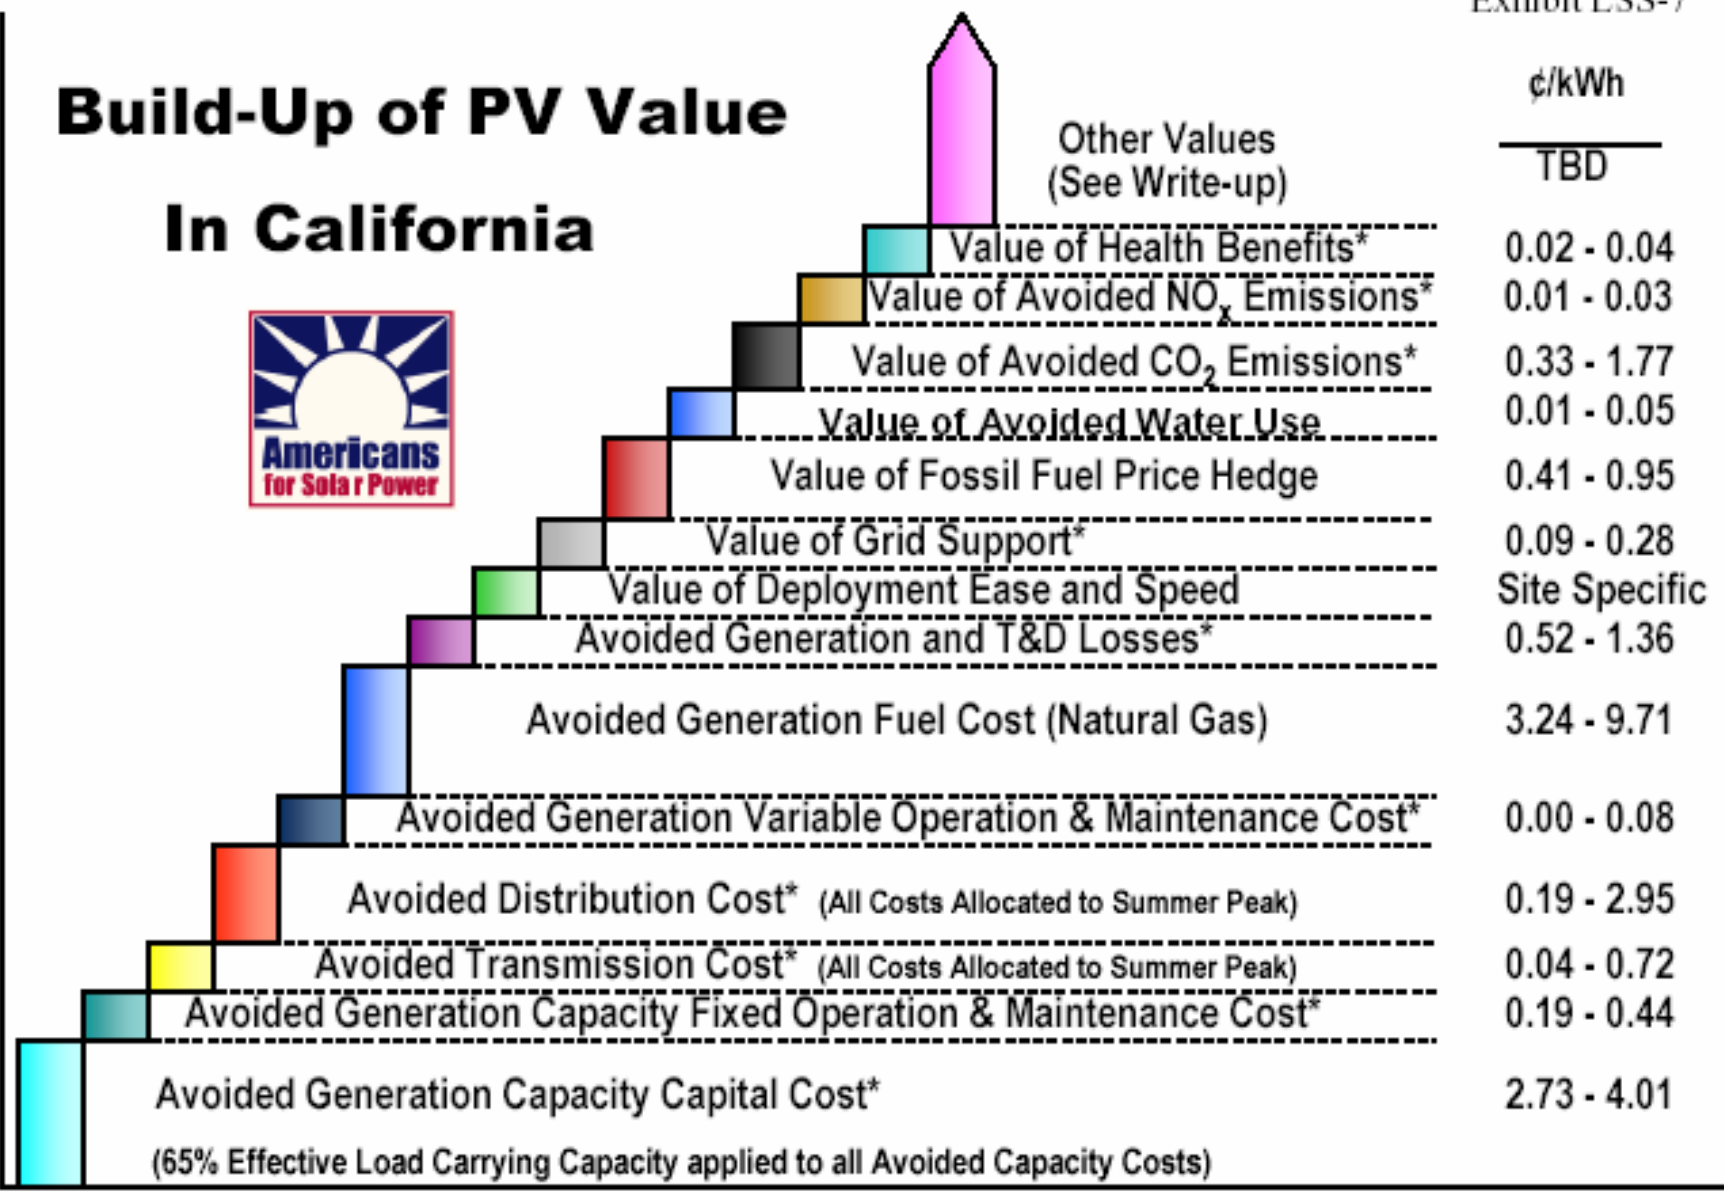 Exhibit LSS-7
Build-Up of PV Value
In California
Americans
for Solar Power
¢/kWh
Other Values
(See Write-up)
TBD
Value of Health Benefits* 0.02 - 0.04
Value of Avoided NOx Emissions* 0.01 - 0.03
Value of Avoided CO2 Emissions* 0.33 - 1.77
Value of Avoided Water Use 0.01 - 0.05
Value of Fossil Fuel Price Hedge 0.41 - 0.95
Value of Grid Support* 0.09 - 0.28
Value of Deployment Ease and Speed Site Specific
Avoided Generation and T&D Losses* 0.52 - 1.36
Avoided Generation Fuel Cost (Natural Gas) 3.24 - 9.71
Avoided Generation Variable Operation & Maintenance Cost* 0.00 - 0.08
Avoided Distribution Cost* (All Costs Allocated to Summer Peak) 0.19 - 2.95
Avoided Transmission Cost* (All Costs Allocated to Summer Peak) 0.04 - 0.72
Avoided Generation Capacity Fixed Operation & Maintenance Cost* 0.19 - 0.44
Avoided Generation Capacity Capital Cost* 2.73 - 4.01
(65% Effective Load Carrying Capacity applied to all Avoided Capacity Costs)